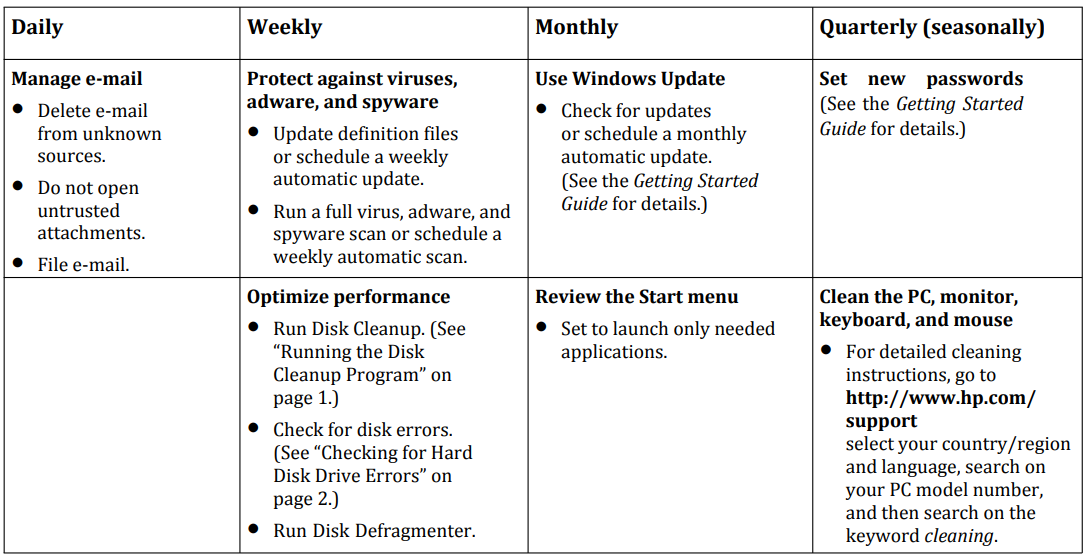 Daily
Weekly
Monthly
Quarterly (seasonally)
Manage e-mail
● Delete e-mail
from unknown
sources.
● Do not open
untrusted
attachments.
● File e-mail.
Protect against viruses,
adware, and spyware
● Update definition files
or schedule a weekly
automatic update.
● Run a full virus, adware, and
spyware scan or schedule a
weekly automatic scan.
Use Windows Update
● Check for updates
or schedule a monthly
automatic update.
(See the Getting Started
Guide for details.)
Set new passwords
(See the Getting Started
Guide for details.)
Optimize performance
● Run Disk Cleanup. (See
“Running the Disk
Cleanup Program” on
page 1.)
● Check for disk errors.
(See “Checking for Hard
Disk Drive Errors” on
page 2.)
● Run Disk Defragmenter.
Review the Start menu
● Set to launch only needed
applications.
Clean the PC, monitor,
keyboard, and mouse
● For detailed cleaning
instructions, go to
http://www.hp.com/
support
select your country/region
and language, search on
your PC model number,
and then search on the
keyword cleaning.